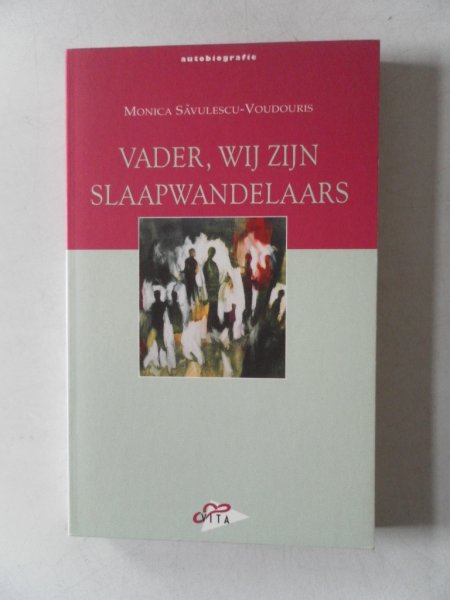 autobiografie
MONICA SĂVULESCU-VOUDOURIS
VADER, WIJ ZIJN
SLAAPWANDELAARS
VITA